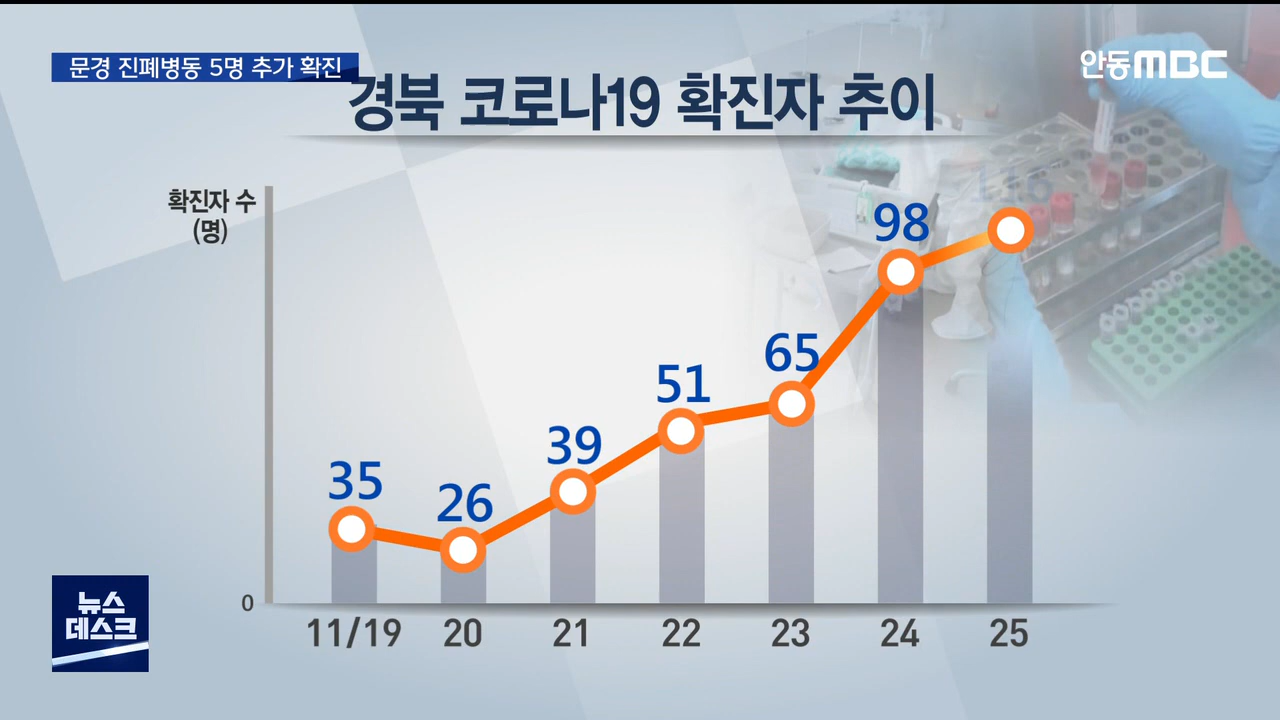 문경 진폐병동 5명 추가 확진
안동MBC
경북 코로나19 확진자 추이
확진자 수
(명)
35
26
39
51
65
98
0
11/19 20 21 22 23 24 25
뉴스
데스크